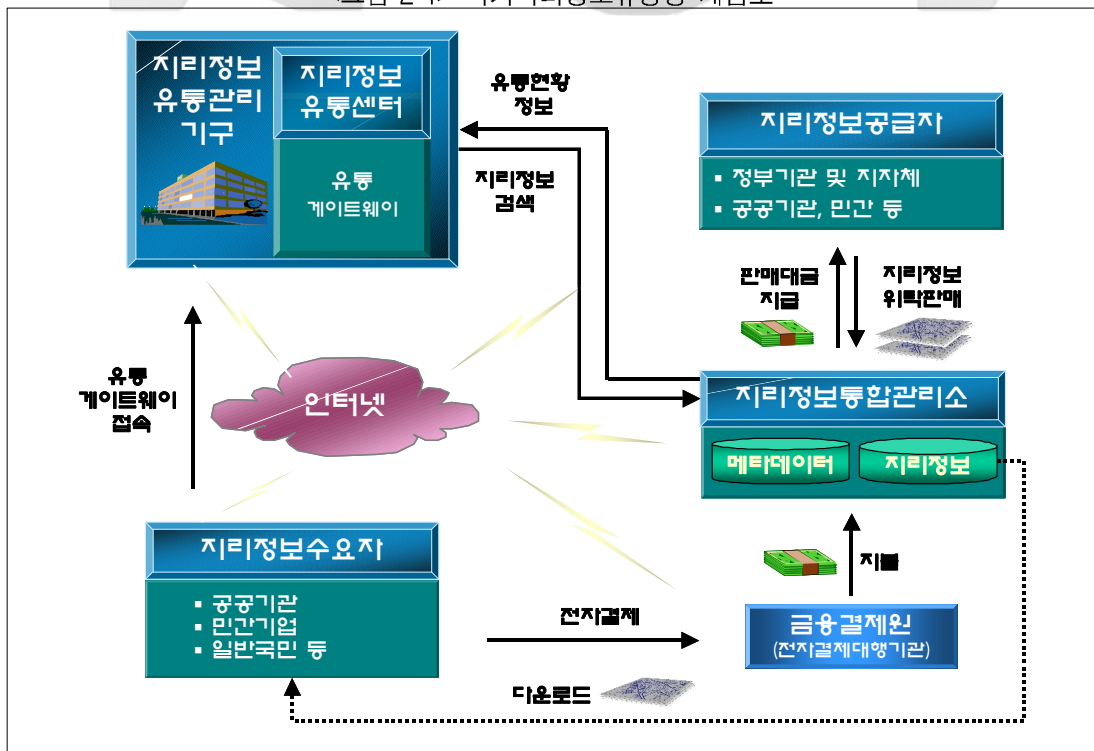 지리정보
유통관리
기구
지리정보
유통센터
유통
게이트웨이
유통현황
정보
지리정보
검색
지리정보공급자
▪ 정부기관 및 지자체
▪ 공공기관, 민간 등
판매대금
지급
지리정보
위탁판매
유통
게이트웨이
접속
인터넷
지리정보통합관리소
메타데이터
지리정보
지리정보수요자
▪ 공공기관
▪ 민간기업
▪ 일반국민 등
전자결제
지불
금융결제원
(전자결제대행기관)
다운로드